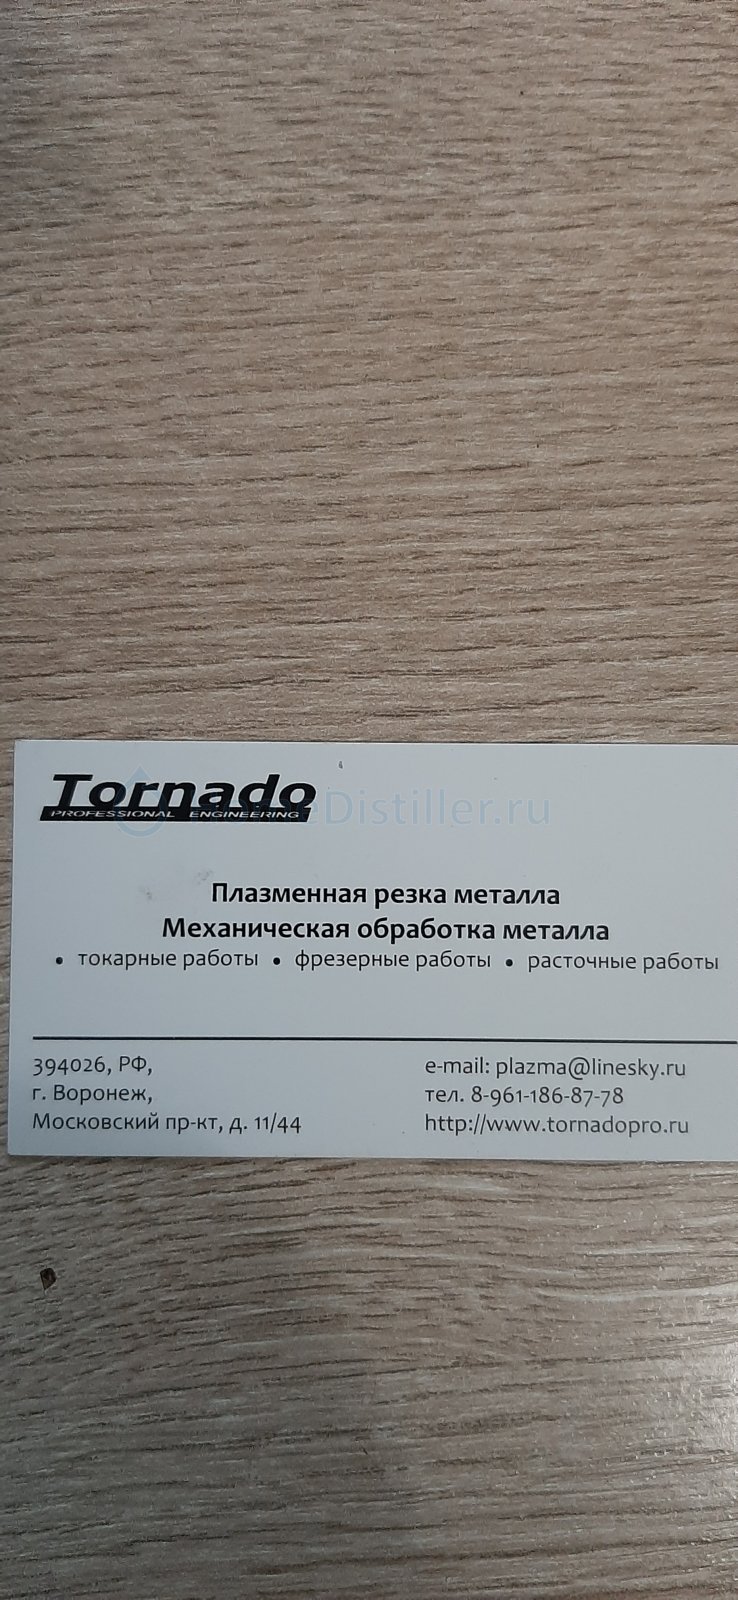 Tornado
PROFESSIONAL ENGINEERING
Distiller.ru
Плазменная резка металла
Механическая обработка металла
• токарные работы • фрезерные работы • расточные работы
394026, РФ,
г. Воронеж,
Московский пр-кт, д. 11/44
e-mail: plazma@linesky.ru
тел. 8-961-186-87-78
http://www.tornadopro.ru